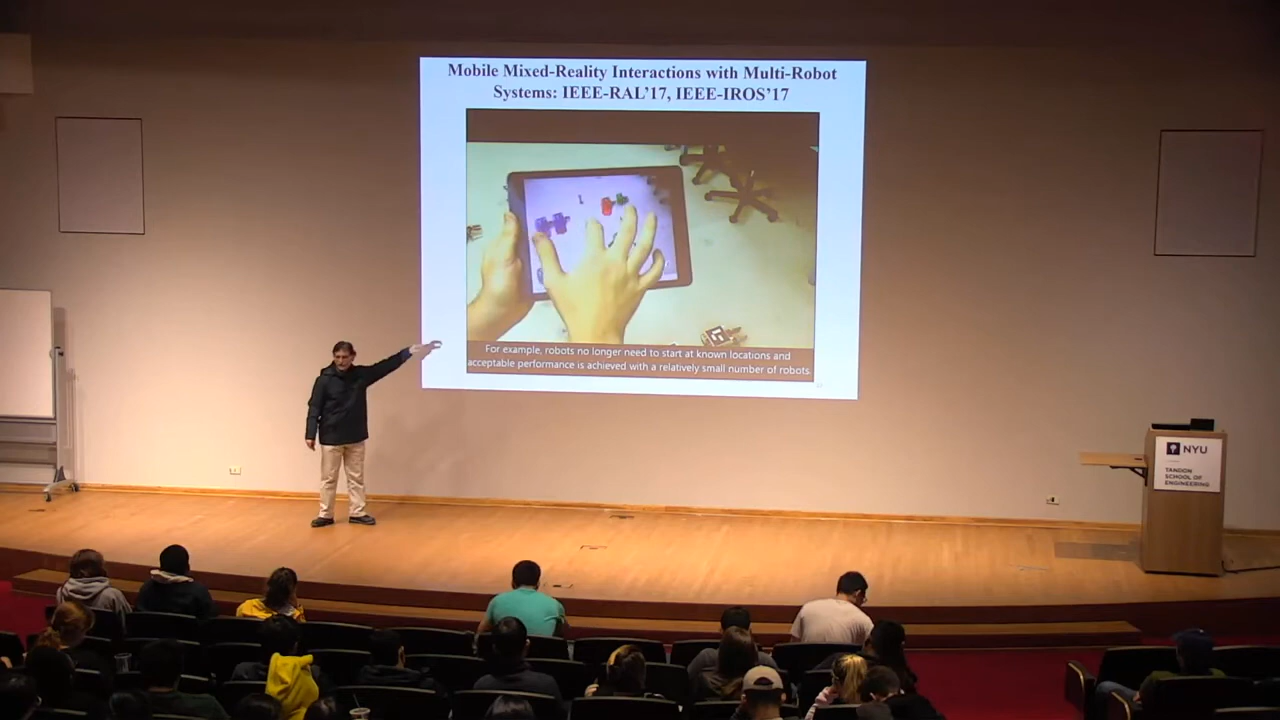 Mobile Mixed-Reality Interactions with Multi-Robot
Systems: IEEE-RAL'17, IEEE-IROS'17
For example, robots no longer need to start at known locations and
acceptable performance is achieved with a relatively small number of robots.
NYU
TANDON
SCHOOL OF
ENGINEERING